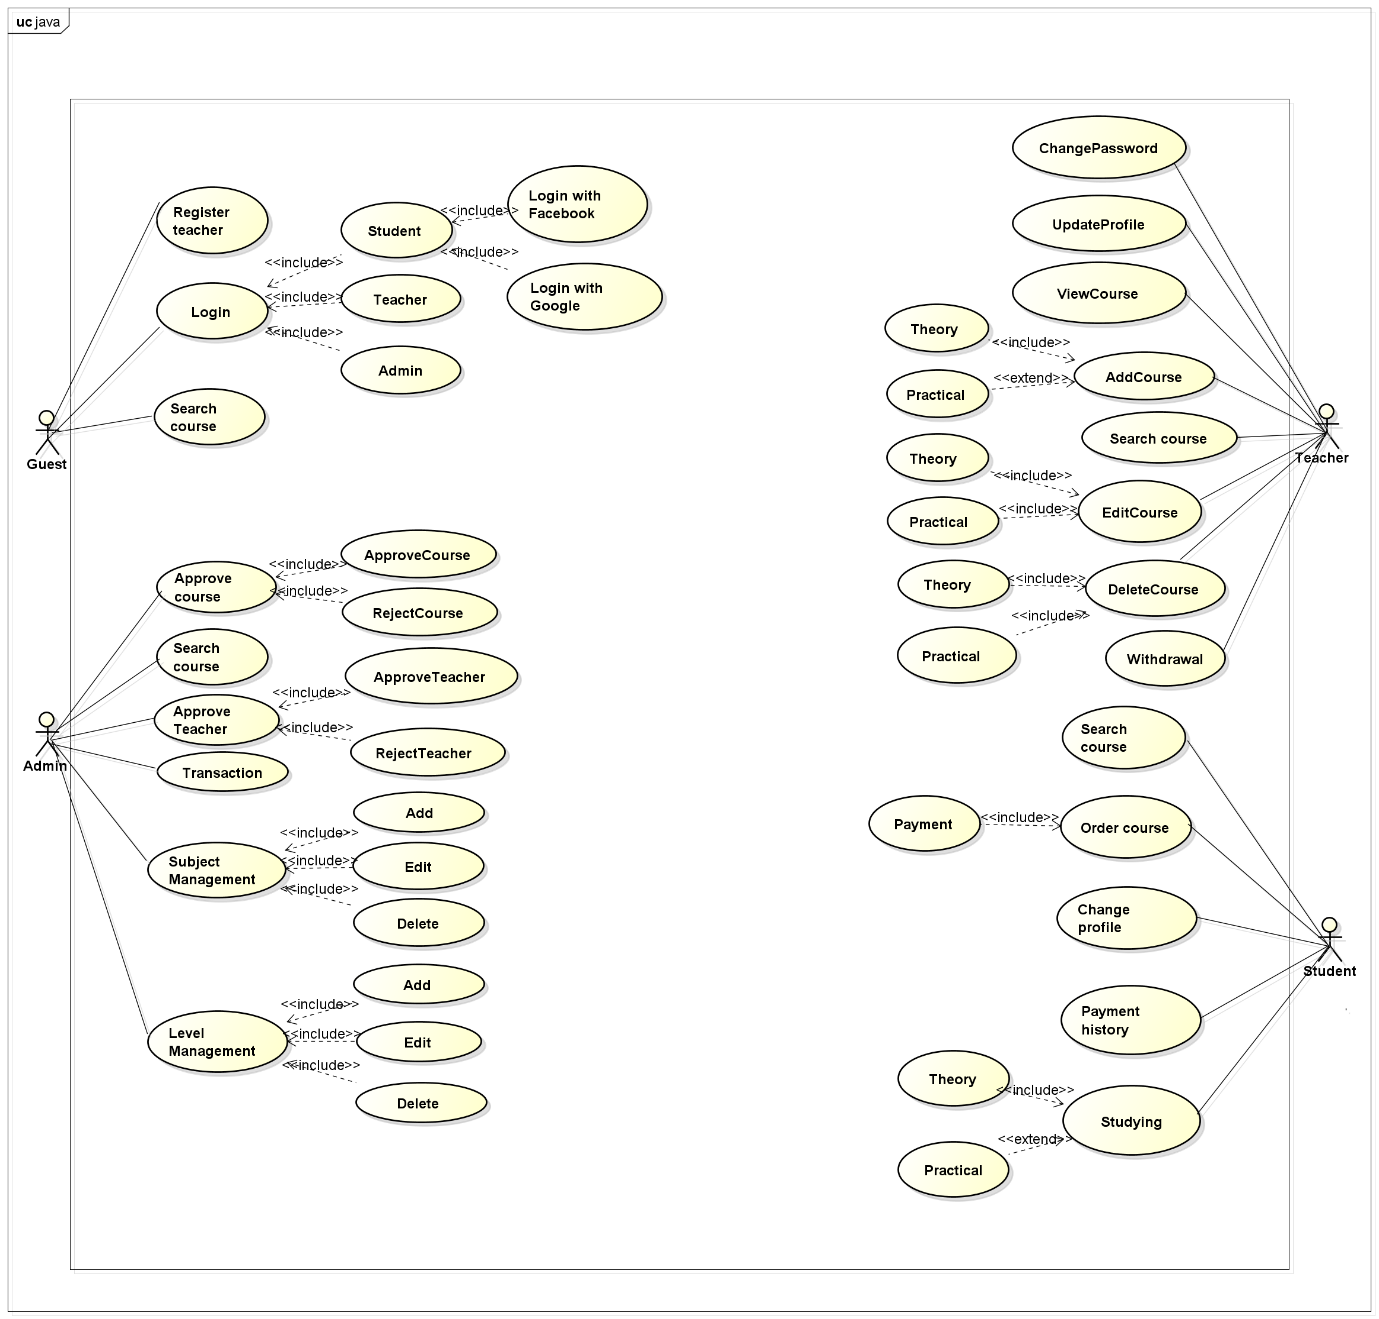 uc java
Register
teacher
Login
Search
course
Guest
<<include>>
<<include>>
<<include>>
Student
Teacher
Admin
<<include>>
<<include>>
Login with
Facebook
Login with
Google
Approve
course
Search
course
Approve
Teacher
Transaction
Admin
Subject
Management
Level
Management
<<include>>
<<include>>
ApproveCourse
RejectCourse
<<include>>
<<include>>
ApproveTeacher
RejectTeacher
<<include>>
<<include>>
<<include>>
Add
Edit
Delete
<<include>>
<<include>>
<<include>>
Add
Edit
Delete
ChangePassword
UpdateProfile
ViewCourse
Theory
<<include>>
Practical
<<extend>>
AddCourse
Search course
Teacher
Theory
<<include>>
Practical
<<include>>
EditCourse
Theory
<<include>>
Practical
<<include>>
DeleteCourse
Withdrawal
Search
course
Payment
<<include>>
Order course
Change
profile
Student
Payment
history
Theory
<<include>>
Practical
<<extend>>
Studying